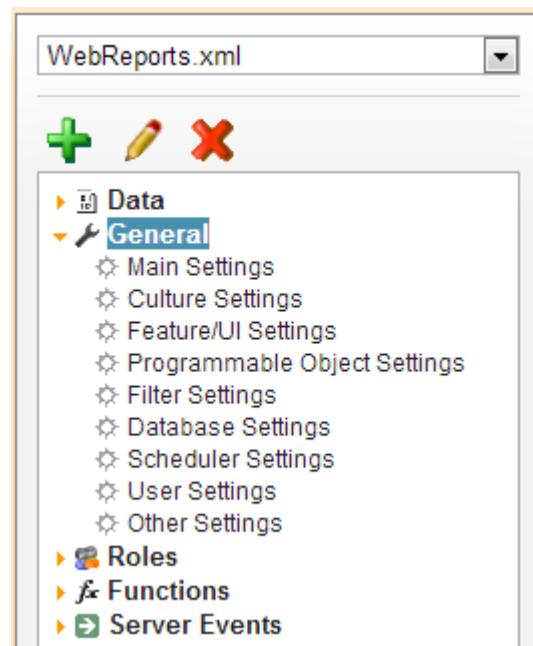 WebReports.xml
Data
General
Main Settings
Culture Settings
Feature/UI Settings
Programmable Object Settings
Filter Settings
Database Settings
Scheduler Settings
User Settings
Other Settings
Roles
Functions
Server Events